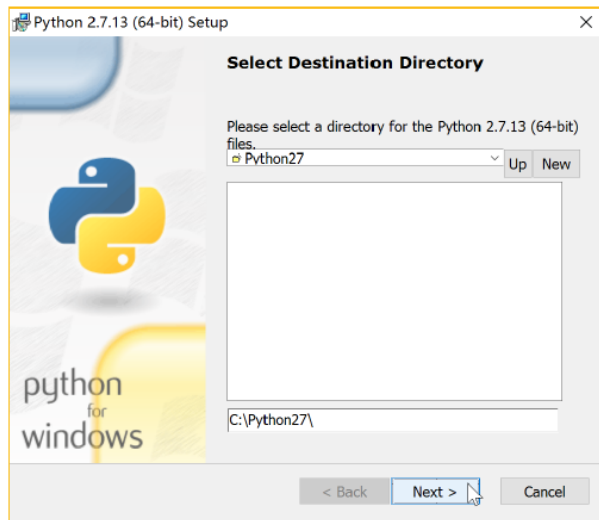 Python 2.7.13 (64-bit) Setup
Select Destination Directory
Please select a directory for the Python 2.7.13 (64-bit)
files.
Python27
Up New
C:\Python27\
python
for
windows
< Back Next > Cancel